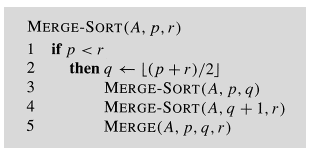 MERGE-SORT(A, p, r)
1 if p < r
2 then q ← ⌊(p + r)/2⌋
3 MERGE-SORT(A, p, q)
4 MERGE-SORT(A, q + 1, r)
5 MERGE(A, p, q, r)